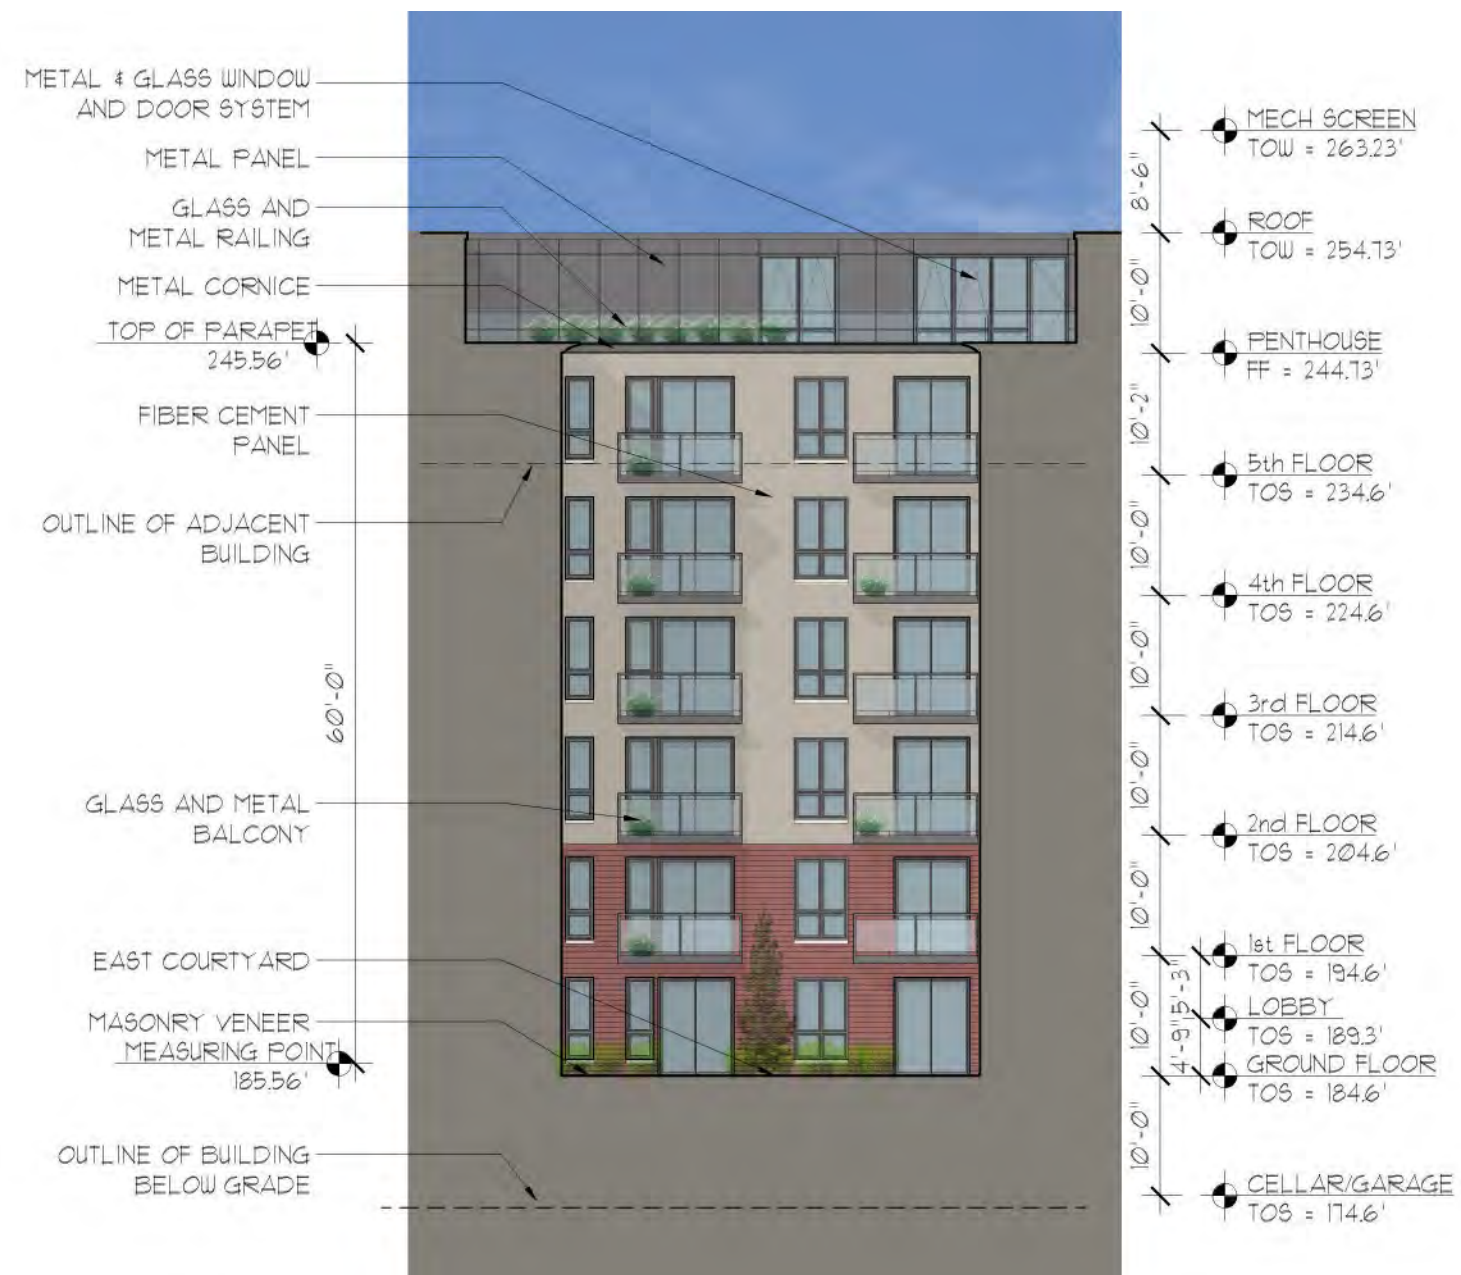 METAL & GLASS WINDOW
AND DOOR SYSTEM
METAL PANEL
GLASS AND
METAL RAILING
METAL CORNICE
TOP OF PARAPET
245.56'
FIBER CEMENT
PANEL
OUTLINE OF ADJACENT
BUILDING
60'-0"
GLASS AND METAL
BALCONY
EAST COURTYARD
MASONRY VENEER
MEASURING POINT
185.56'
OUTLINE OF BUILDING
BELOW GRADE
8'-6"
10'-0"
10'-2"
10'-0"
10'-0"
10'-0"
10'-0"
10'-0"
10'-0"
5'-3"
4'-9"
MECH SCREEN
TOW = 263.23'
ROOF
TOW = 254.73'
PENTHOUSE
FF = 244.73'
5th FLOOR
TOS = 234.6'
4th FLOOR
TOS = 224.6'
3rd FLOOR
TOS = 214.6'
2nd FLOOR
TOS = 204.6'
1st FLOOR
TOS = 194.6'
LOBBY
TOS = 189.3'
GROUND FLOOR
TOS = 184.6'
CELLAR/GARAGE
TOS = 174.6'